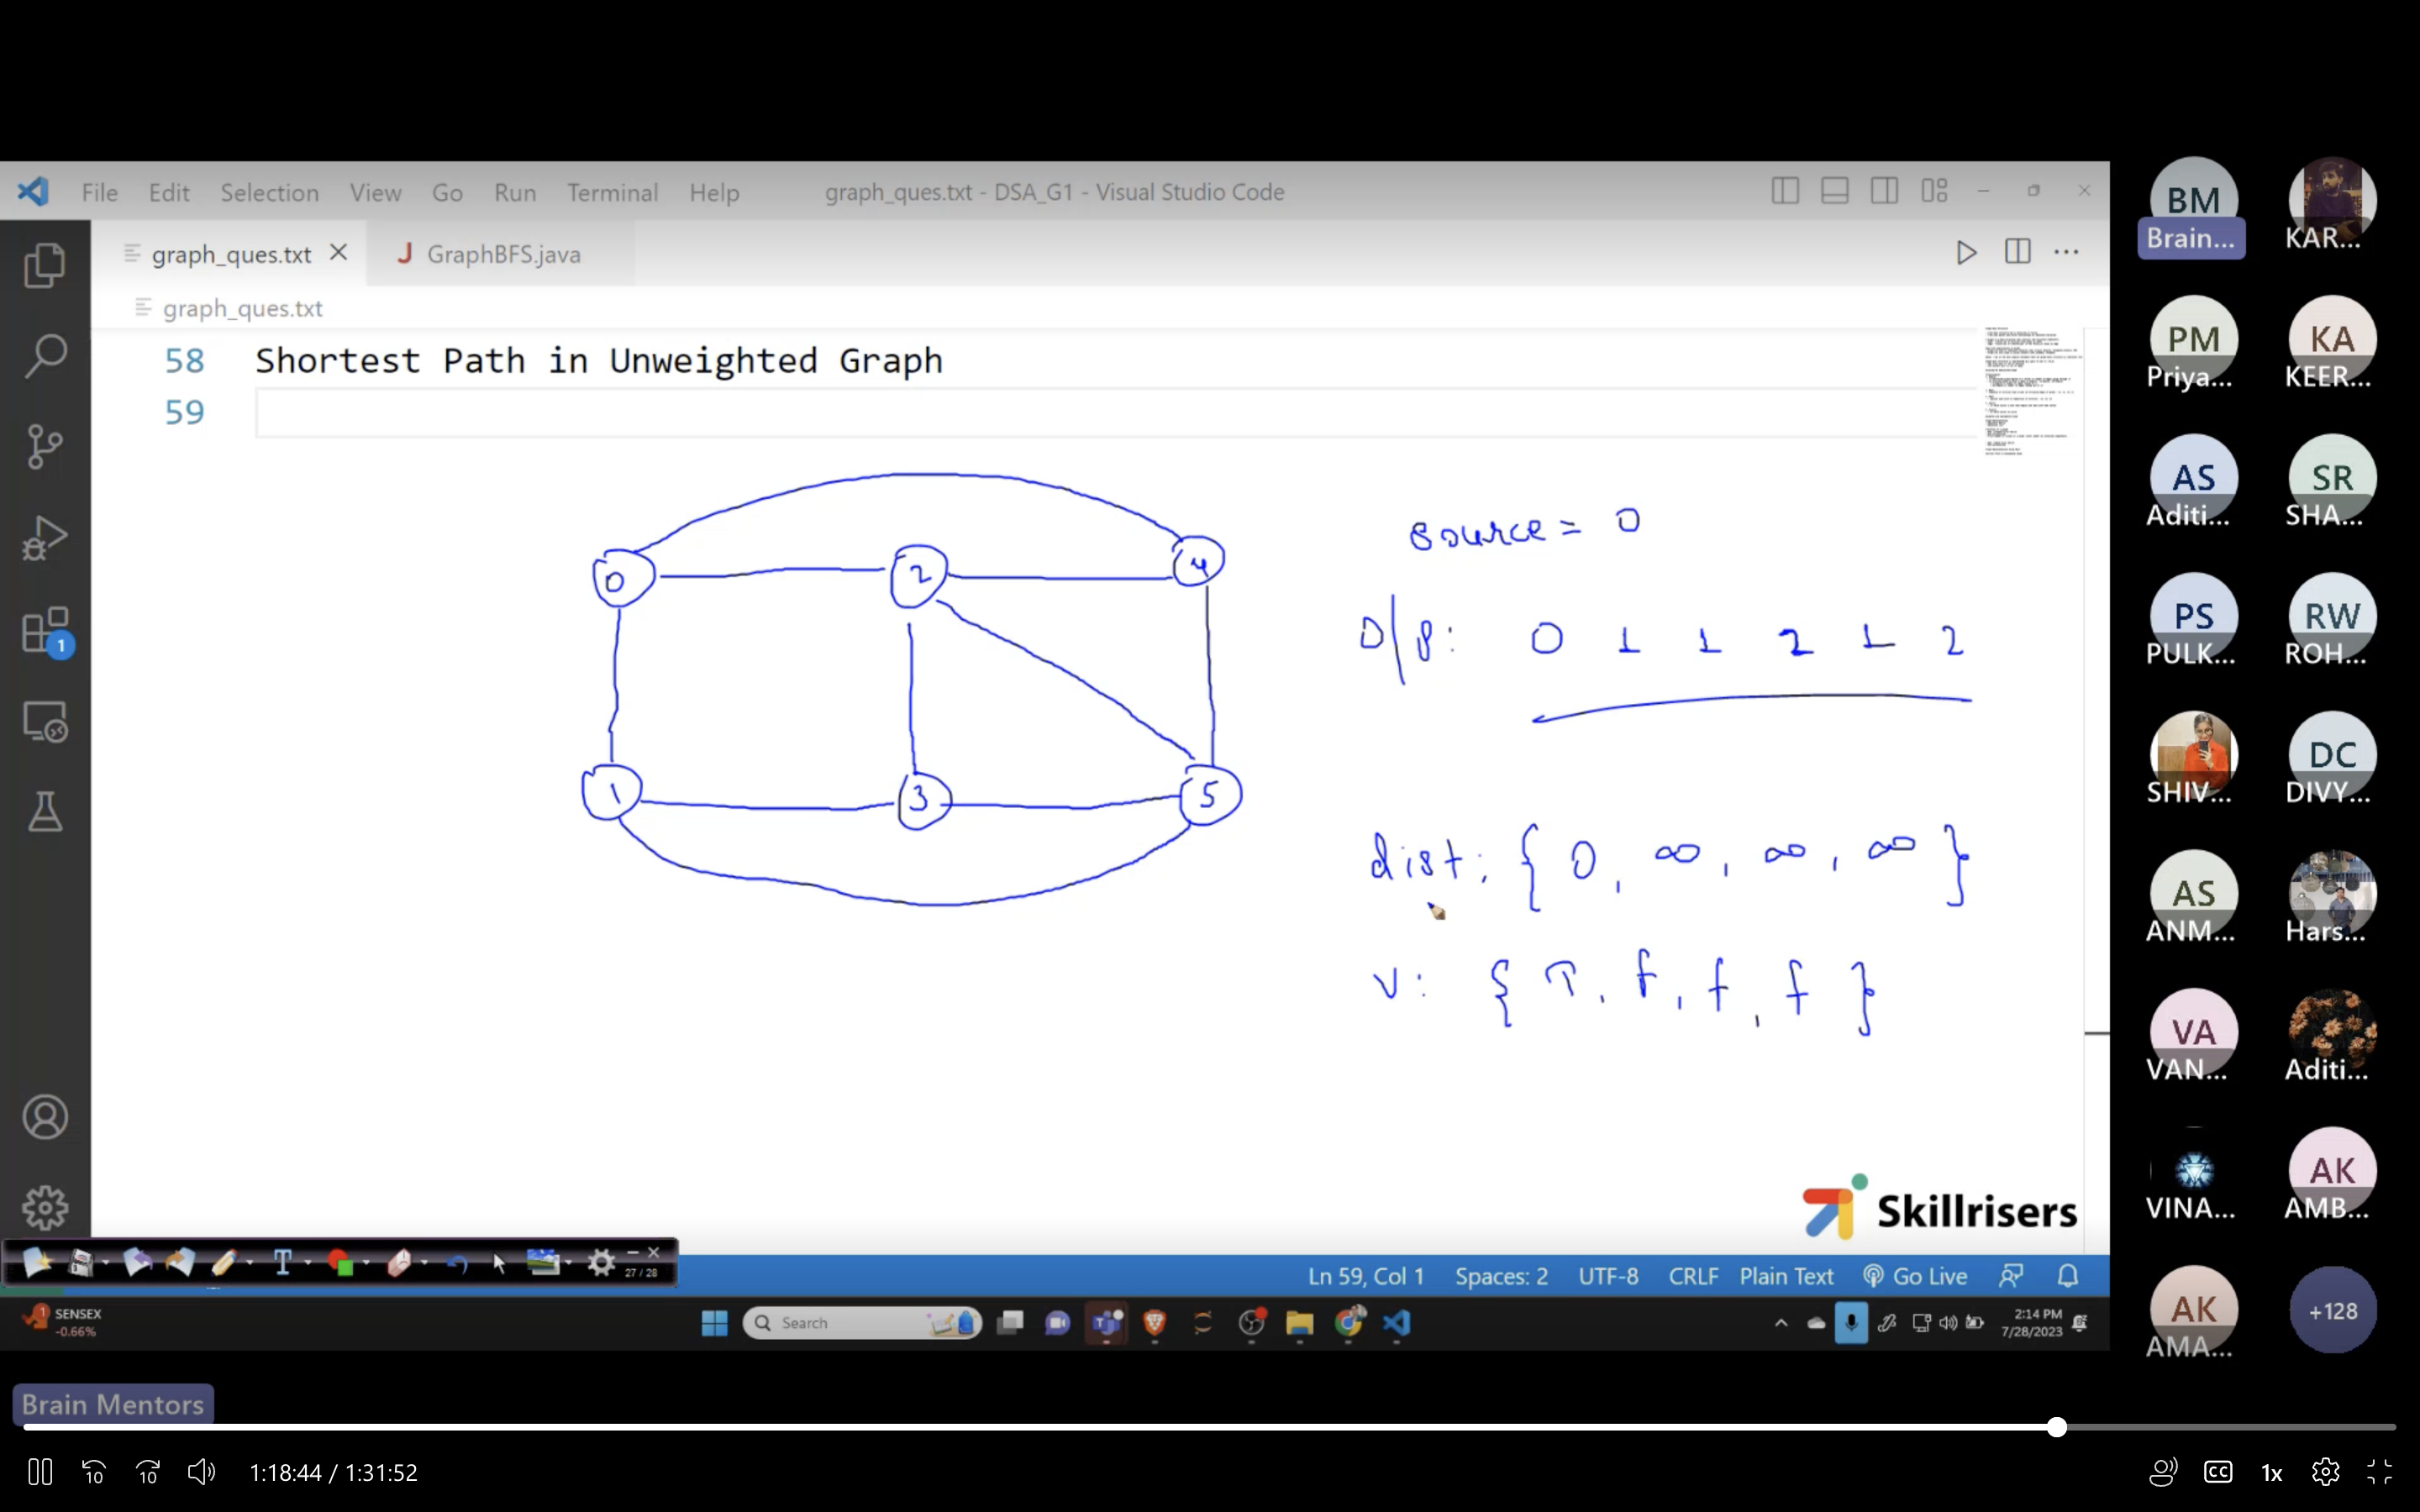 File Edit Selection View Go Run Terminal Help graph_ques.txt - DSA_G1 - Visual Studio Code
graph_ques.txt GraphBFS.java
graph_ques.txt
58 Shortest Path in Unweighted Graph
59
source = 0
O/P: 0 1 1 2 1 2
0 2 4
1 3 5
dist: { 0, ∞, ∞, ∞ }
V: { T, f, f, f }
Skillrisers
1
27 / 28
Ln 59, Col 1 Spaces: 2 UTF-8 CRLF Plain Text Go Live
1 SENSEX
-0.66%
Search
2:14 PM
7/28/2023
BM Brain...
KAR...
PM Priya...
KA KEER...
AS Aditi...
SR SHA...
PS PULK...
RW ROH...
SHIV...
DC DIVY...
AS ANM...
Hars...
VA VAN...
Aditi...
VINA...
AK AMB...
AK AMA...
+128
Brain Mentors
10 10 1:18:44 / 1:31:52 CC 1x